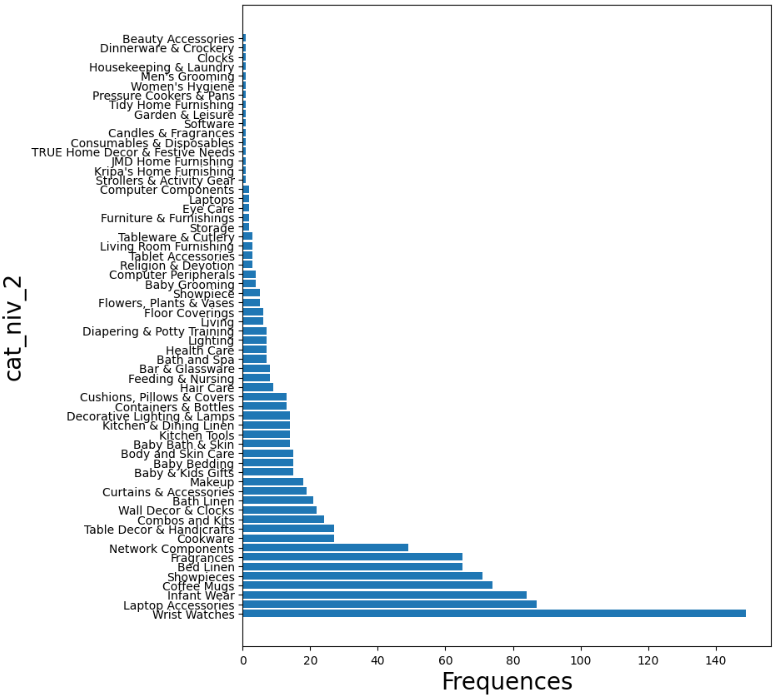 Beauty Accessories
Dinnerware & Crockery
Clocks
Housekeeping & Laundry
Men's Grooming
Women's Hygiene
Pressure Cookers & Pans
Tidy Home Furnishing
Garden & Leisure
Software
Candles & Fragrances
Consumables & Disposables
TRUE Home Decor & Festive Needs
JMD Home Furnishing
Kripa's Home Furnishing
Strollers & Activity Gear
Computer Components
Laptops
Eye Care
Furniture & Furnishings
Storage
Tableware & Cutlery
Living Room Furnishing
Tablet Accessories
Religion & Devotion
Computer Peripherals
Baby Grooming
Showpiece
Flowers, Plants & Vases
Floor Coverings
Living
Diapering & Potty Training
Lighting
Health Care
Bath and Spa
Bar & Glassware
Feeding & Nursing
Hair Care
Cushions, Pillows & Covers
Containers & Bottles
Decorative Lighting & Lamps
Kitchen & Dining Linen
Kitchen Tools
Baby Bath & Skin
Body and Skin Care
Baby Bedding
Baby & Kids Gifts
Makeup
Curtains & Accessories
Bath Linen
Wall Decor & Clocks
Combos and Kits
Table Decor & Handicrafts
Cookware
Network Components
Fragrances
Bed Linen
Showpieces
Coffee Mugs
Infant Wear
Laptop Accessories
Wrist Watches
cat_niv_2
0 20 40 60 80 100 120 140
Frequences